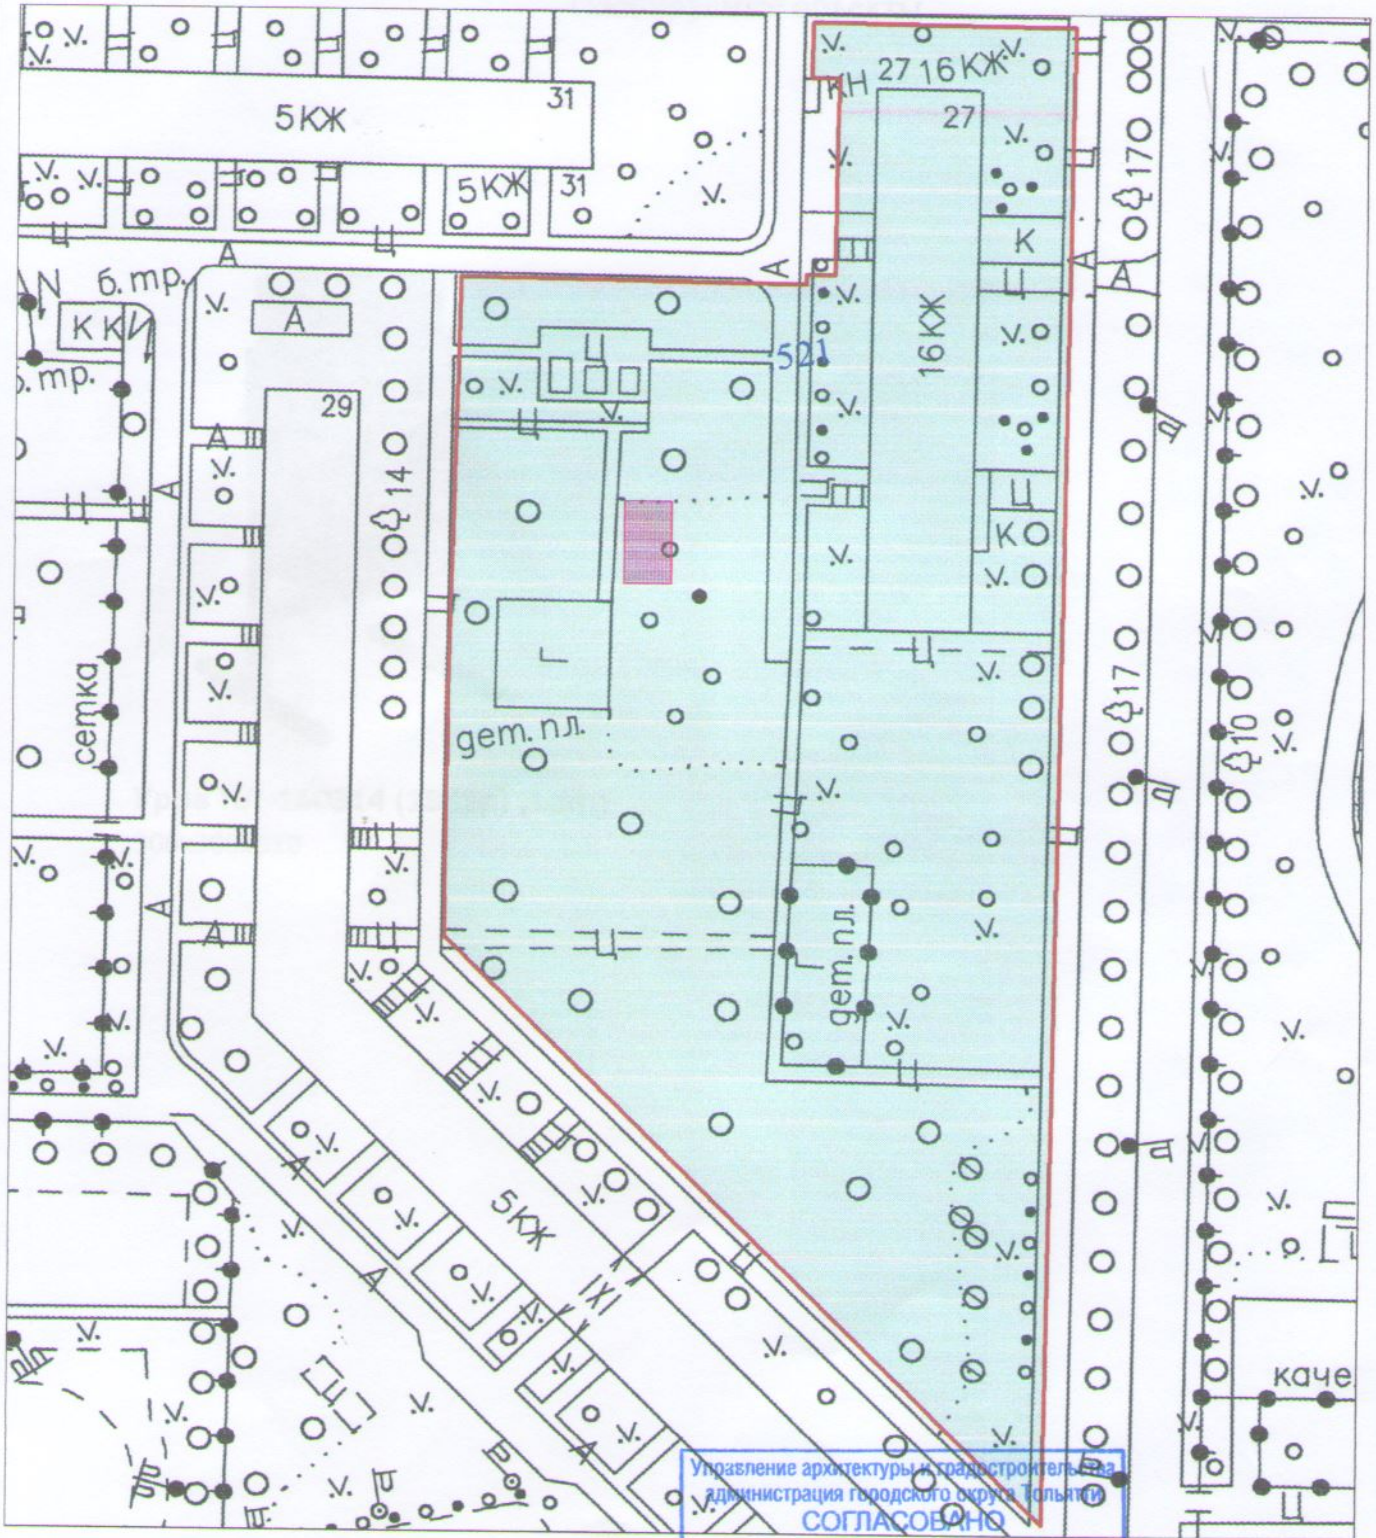 31
5КЖ
5КЖ 31
27 16КЖ
КН
27
170
К
А
А
А
А
б. тр.
N
ККИ
б. тр.
А
Ц
Ц
16КЖ
521
29
А
А
14
Ц
Ц
К
Г
дет. пл.
сетка
17
10
Ц
А
А
Ц
дет. пл.
Г
Ц
А
5КЖ
А
Ц
А
каче
Ц
Управление архитектуры и градостроительства
администрация городского округа Тольятти
СОГЛАСОВАНО